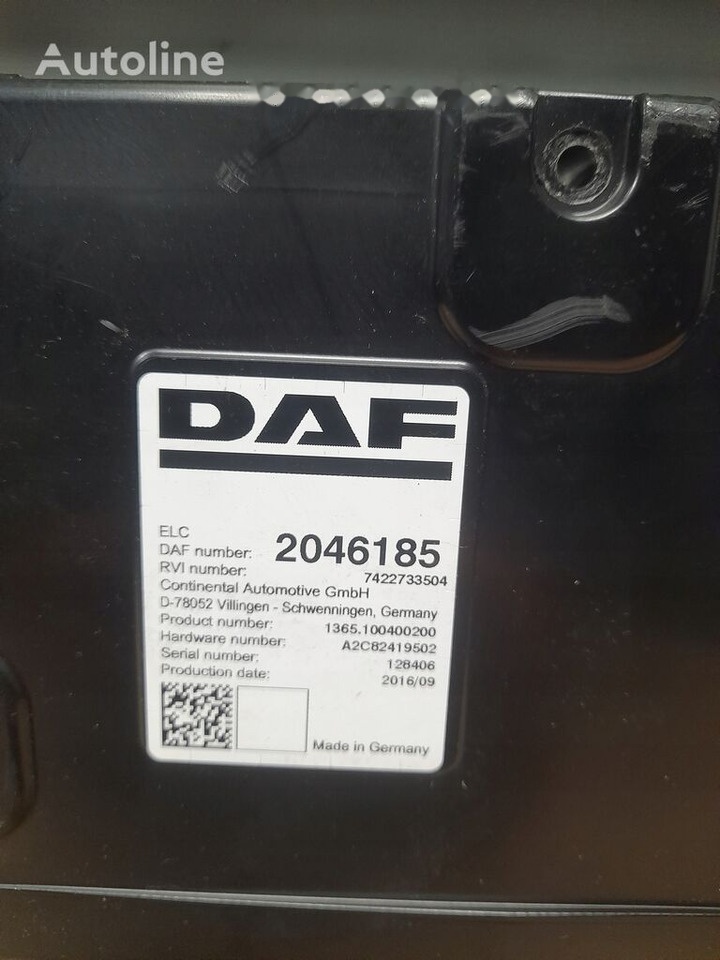 Autoline
DAF
ELC
DAF number: 2046185
RVI number: 7422733504
Continental Automotive GmbH
D-78052 Villingen - Schwenningen, Germany
Product number: 1365.100400200
Hardware number: A2C82419502
Serial number: 128406
Production date: 2016/09
Made in Germany